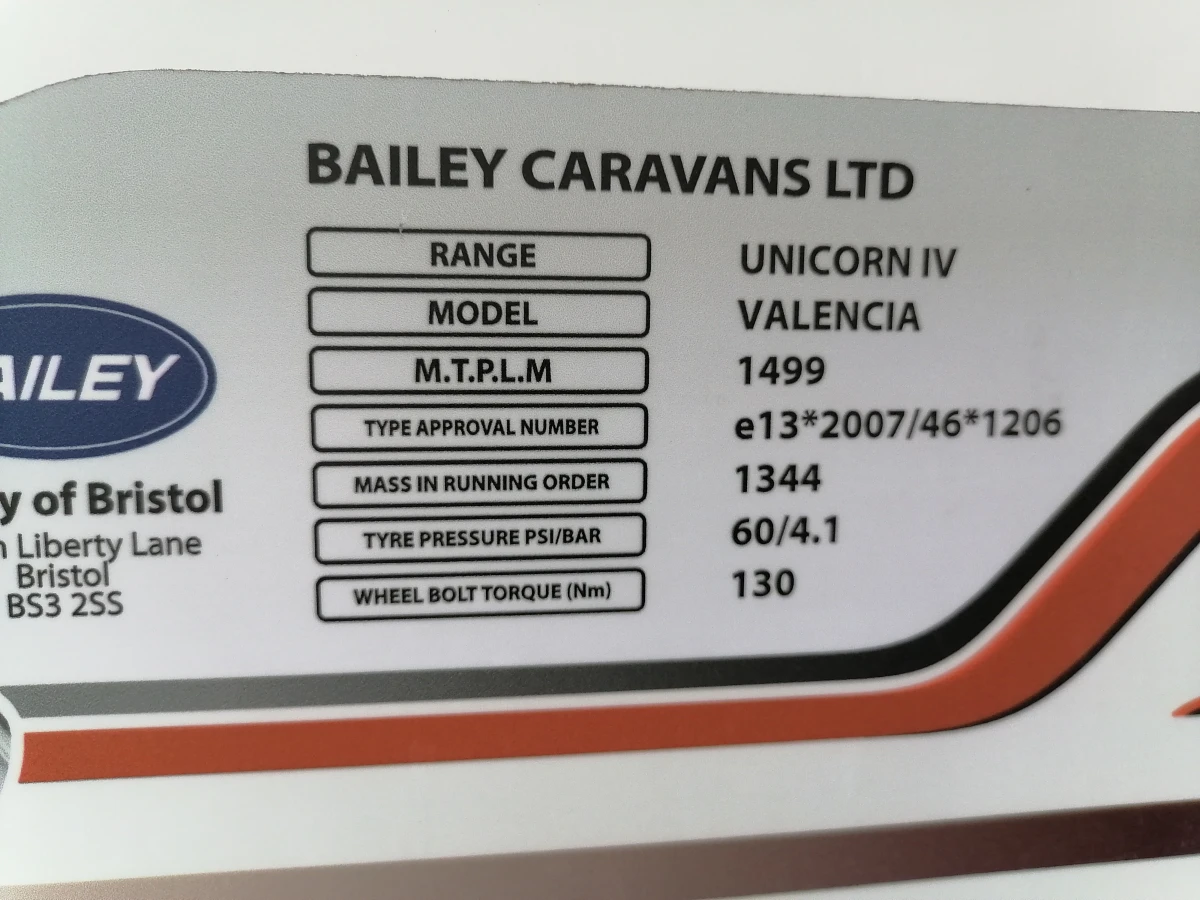 BAILEY CARAVANS LTD
RANGE UNICORN IV
MODEL VALENCIA
M.T.P.L.M 1499
TYPE APPROVAL NUMBER e13*2007/46*1206
MASS IN RUNNING ORDER 1344
TYRE PRESSURE PSI/BAR 60/4.1
WHEEL BOLT TORQUE (Nm) 130
AILEY
y of Bristol
n Liberty Lane
Bristol
BS3 2SS